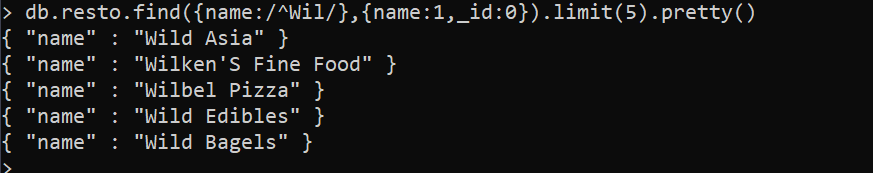 > db.resto.find({name:/^Wil/},{name:1,_id:0}).limit(5).pretty()
{ "name" : "Wild Asia" }
{ "name" : "Wilken'S Fine Food" }
{ "name" : "Wilbel Pizza" }
{ "name" : "Wild Edibles" }
{ "name" : "Wild Bagels" }
>